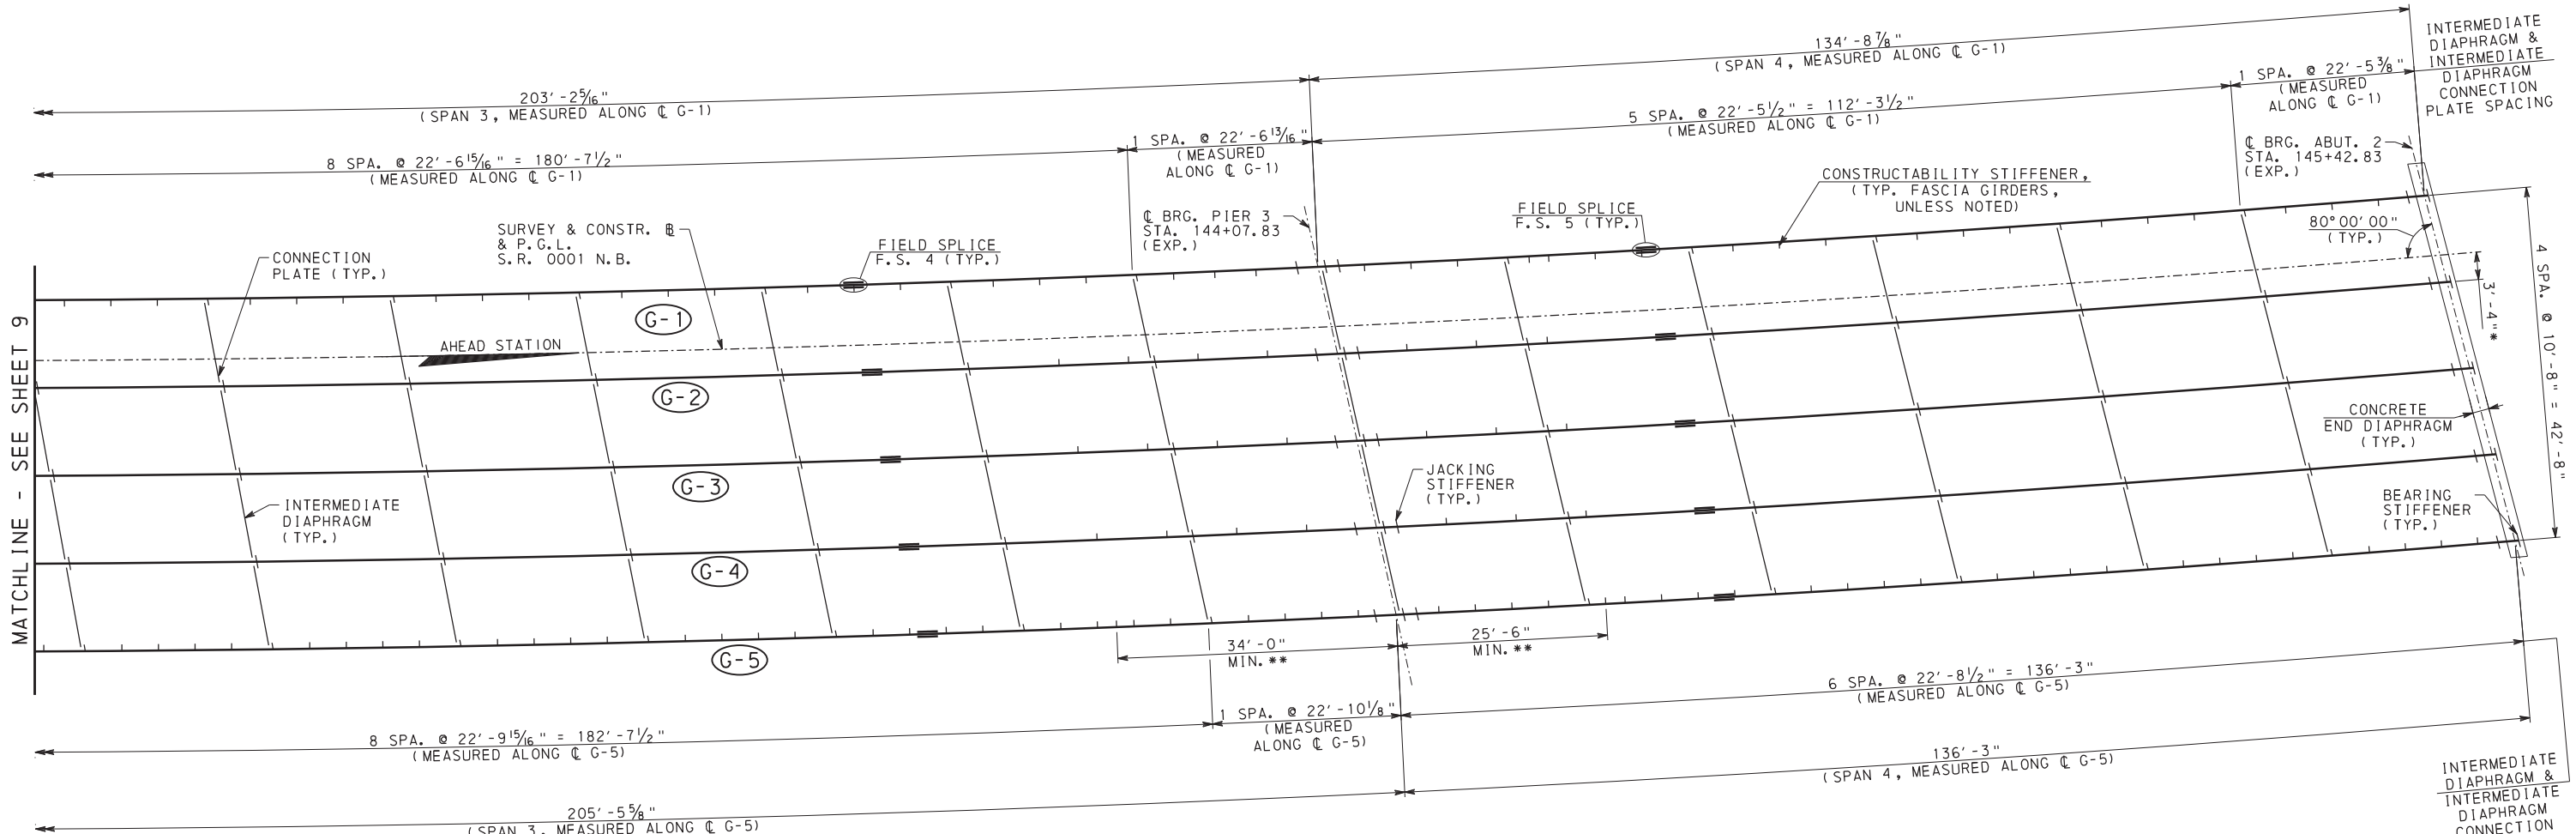 203'-2 5/16"
(SPAN 3, MEASURED ALONG ℄ G-1)
134'-8 7/8"
(SPAN 4, MEASURED ALONG ℄ G-1)
INTERMEDIATE
DIAPHRAGM &
INTERMEDIATE
DIAPHRAGM
CONNECTION
PLATE SPACING
8 SPA. @ 22'-6 15/16" = 180'-7 1/2"
(MEASURED ALONG ℄ G-1)
1 SPA. @ 22'-6 13/16"
(MEASURED
ALONG ℄ G-1)
5 SPA. @ 22'-5 1/2" = 112'-3 1/2"
(MEASURED ALONG ℄ G-1)
1 SPA. @ 22'-5 3/8"
(MEASURED
ALONG ℄ G-1)
℄ BRG. ABUT. 2
STA. 145+42.83
(EXP.)
CONNECTION
PLATE (TYP.)
SURVEY & CONSTR. BL
& P.G.L.
S.R. 0001 N.B.
FIELD SPLICE
F.S. 4 (TYP.)
℄ BRG. PIER 3
STA. 144+07.83
(EXP.)
FIELD SPLICE
F.S. 5 (TYP.)
CONSTRUCTABILITY STIFFENER,
(TYP. FASCIA GIRDERS,
UNLESS NOTED)
80°00'00"
(TYP.)
4 SPA. @ 10'-8" = 42'-8"
3'-4"*
MATCHLINE - SEE SHEET 9
AHEAD STATION
G-1
G-2
G-3
G-4
G-5
INTERMEDIATE
DIAPHRAGM
(TYP.)
JACKING
STIFFENER
(TYP.)
CONCRETE
END DIAPHRAGM
(TYP.)
BEARING
STIFFENER
(TYP.)
34'-0"
MIN.**
25'-6"
MIN.**
8 SPA. @ 22'-9 15/16" = 182'-7 1/2"
(MEASURED ALONG ℄ G-5)
1 SPA. @ 22'-10 1/8"
(MEASURED
ALONG ℄ G-5)
6 SPA. @ 22'-8 1/2" = 136'-3"
(MEASURED ALONG ℄ G-5)
205'-5 5/8"
(SPAN 3, MEASURED ALONG ℄ G-5)
136'-3"
(SPAN 4, MEASURED ALONG ℄ G-5)
INTERMEDIATE
DIAPHRAGM &
INTERMEDIATE
DIAPHRAGM
CONNECTION